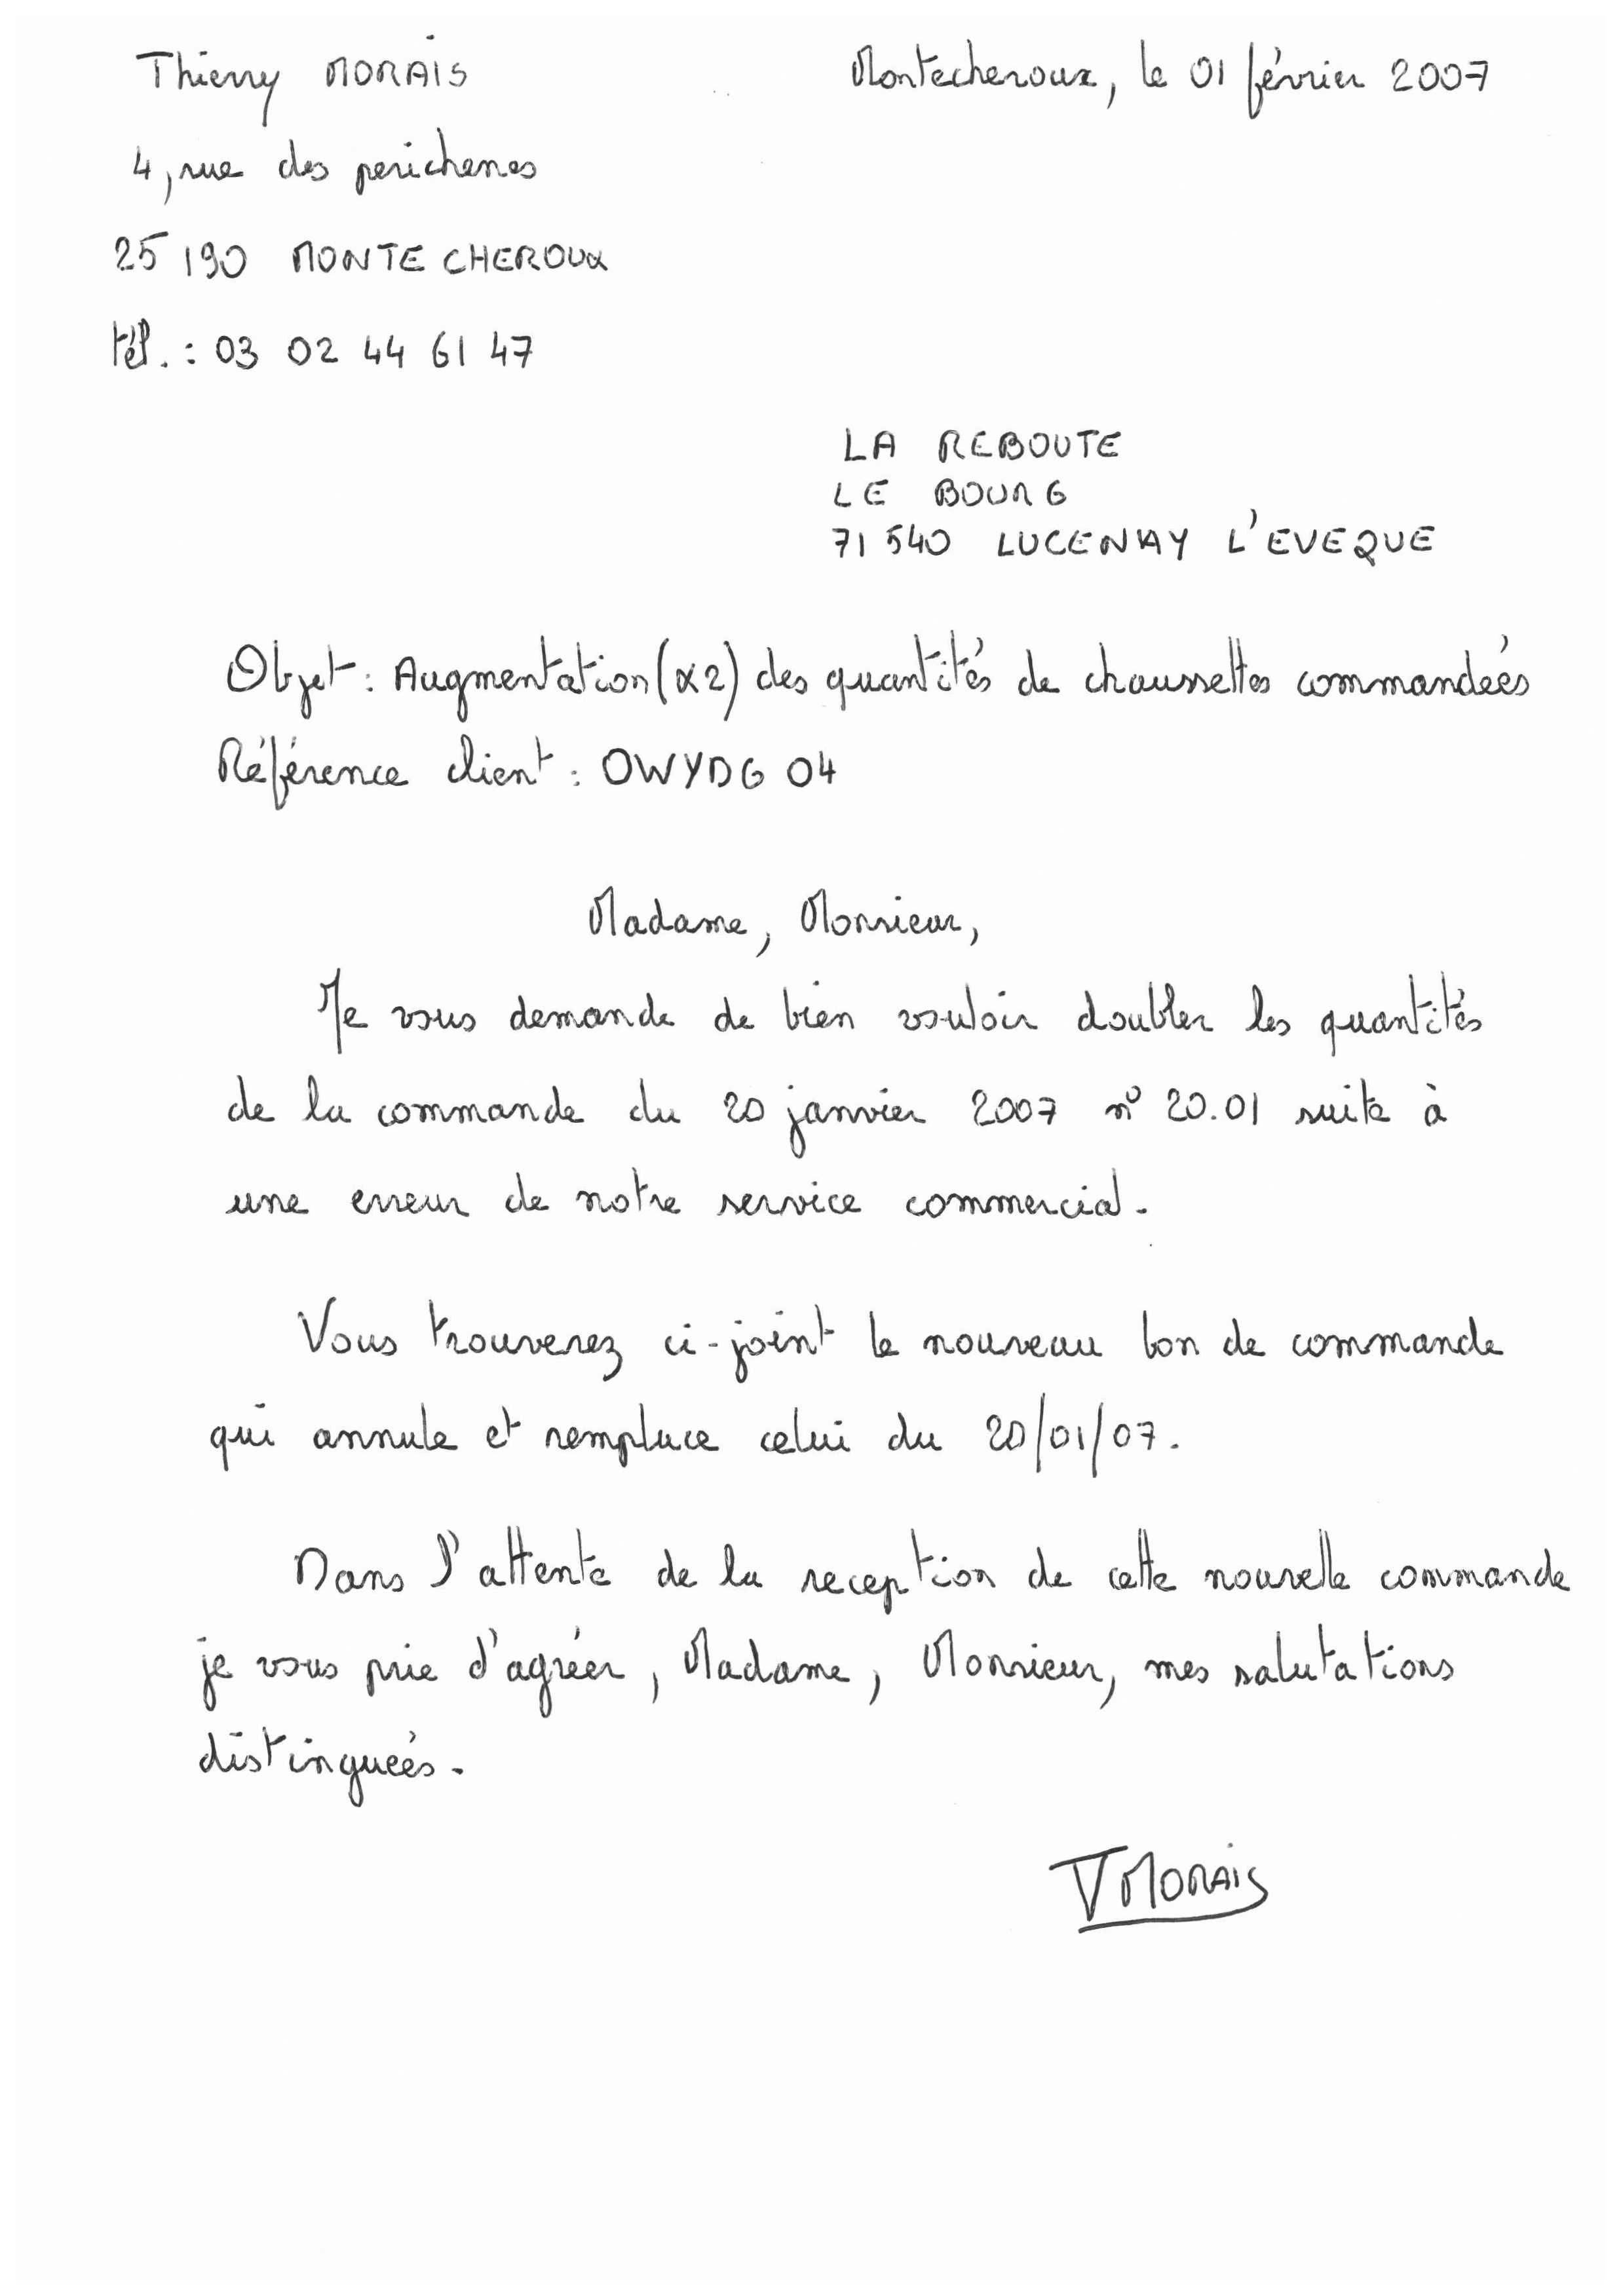 Thierry MORAIS
Montecheroux, le 01 février 2007
4, rue des perichenes
25 190 MONTECHEROUX
tél. : 03 02 44 61 47
LA REBOUTE
LE BOURG
71 540 LUCENAY L'EVEQUE
Objet : Augmentation (x2) des quantités de chaussettes commandées
Référence client : OWYDG 04
Madame, Monsieur,
Je vous demande de bien vouloir doubler les quantités
de la commande du 20 janvier 2007 n° 20.01 suite à
une erreur de notre service commercial.
Vous trouverez ci-joint le nouveau bon de commande
qui annule et remplace celui du 20/01/07.
Dans l'attente de la reception de cette nouvelle commande
je vous prie d'agréer, Madame, Monsieur, mes salutations
distinguées.
T MORAIS